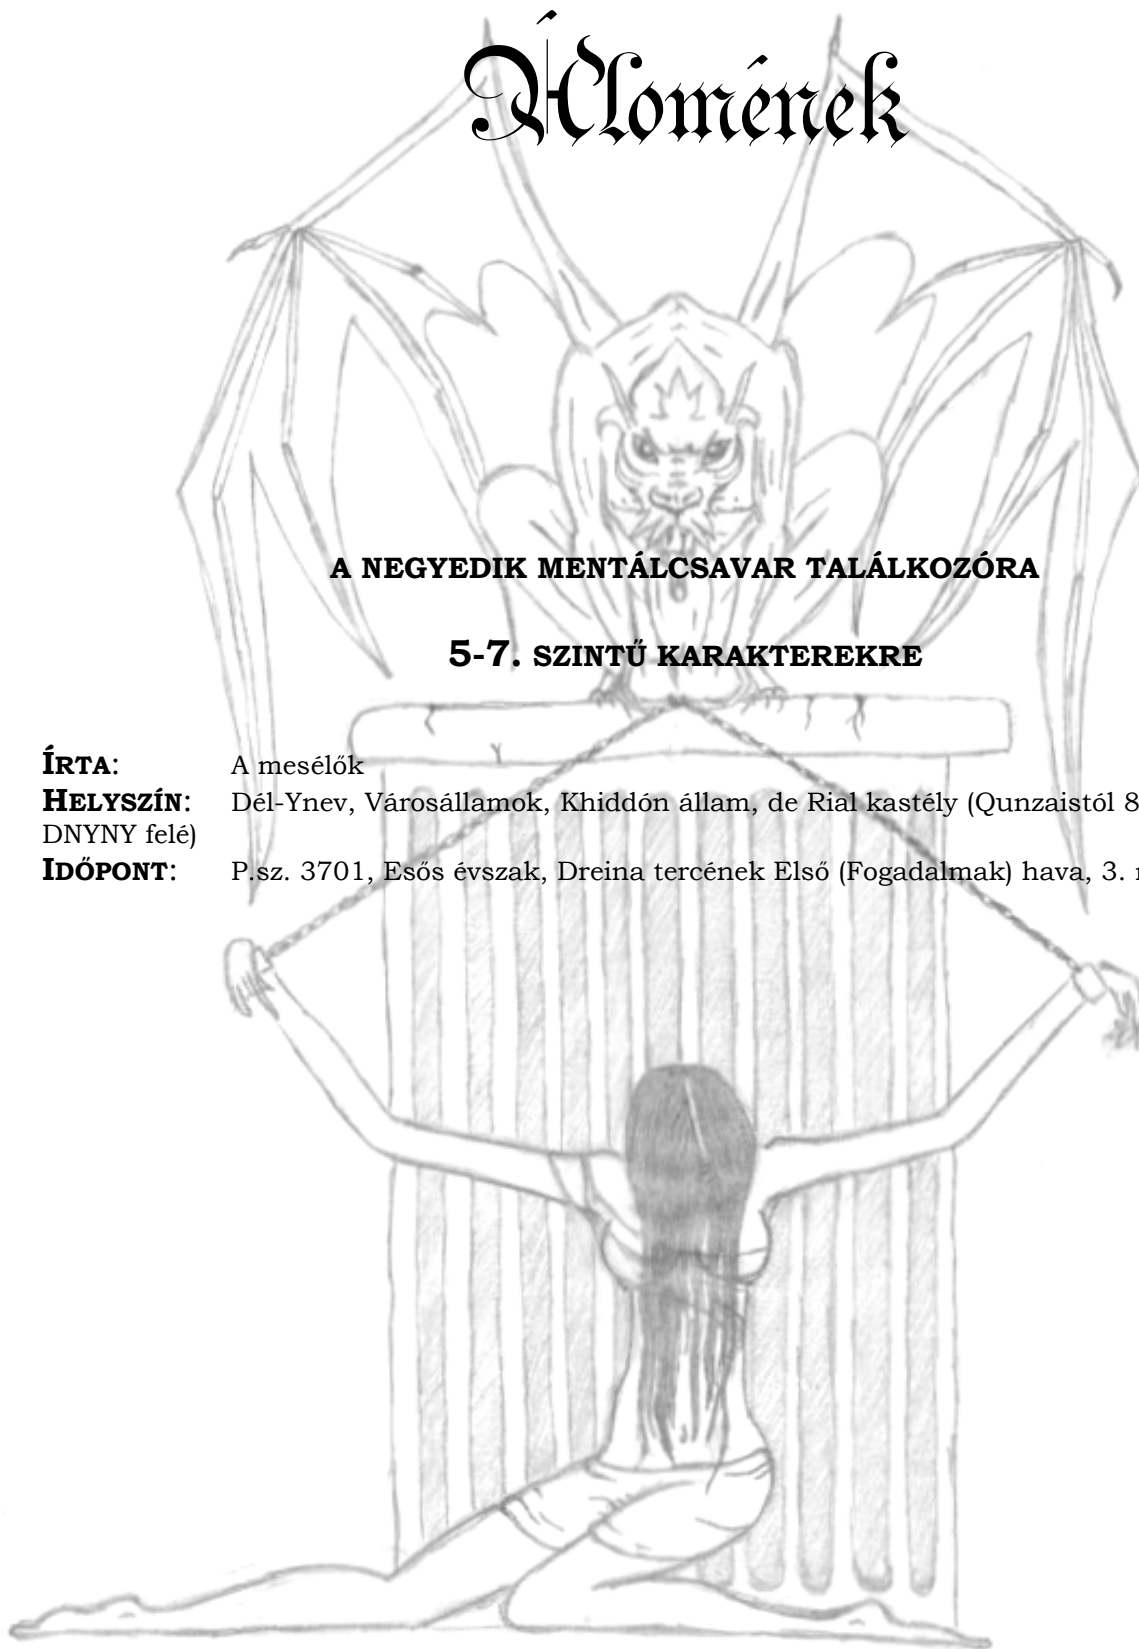 Álomének
A NEGYEDIK MENTÁLCSAVAR TALÁLKOZÓRA
5-7. SZINTŰ KARAKTEREKRE
ÍRTA: A mesélők
HELYSZÍN: Dél-Ynev, Városállamok, Khiddón állam, de Rial kastély (Qunzaistól 8
DNYNY felé)
IDŐPONT: P.sz. 3701, Esős évszak, Dreina tercének Első (Fogadalmak) hava, 3.